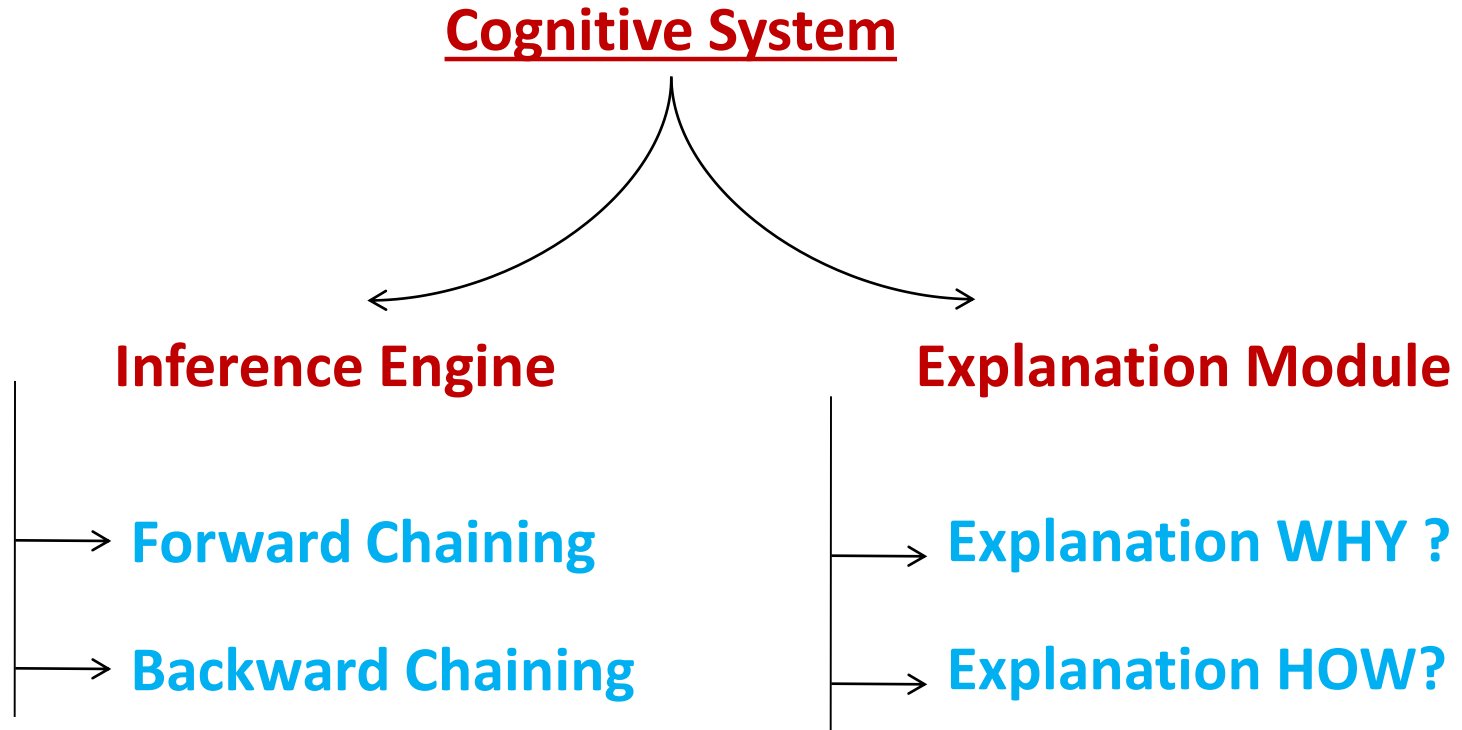 Cognitive System
Inference Engine
Forward Chaining
Backward Chaining
Explanation Module
Explanation WHY ?
Explanation HOW?